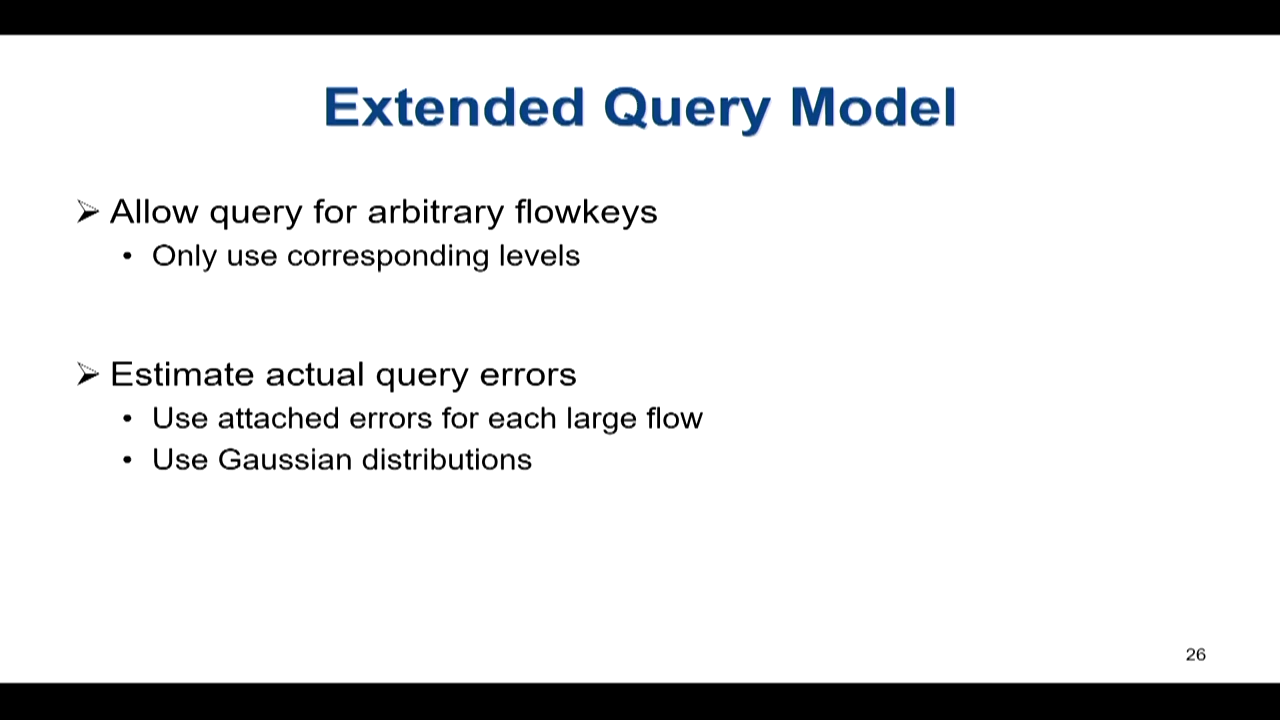 Extended Query Model
➢ Allow query for arbitrary flowkeys
• Only use corresponding levels
➢ Estimate actual query errors
• Use attached errors for each large flow
• Use Gaussian distributions
26